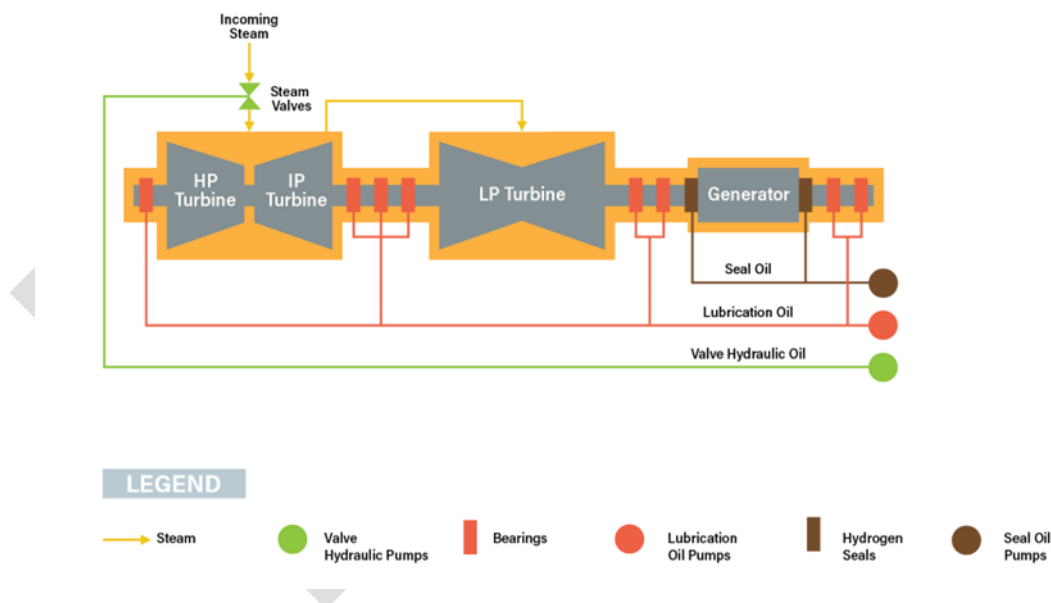 Incoming
Steam
Steam
Valves
HP
Turbine
IP
Turbine
LP Turbine
Generator
Seal Oil
Lubrication Oil
Valve Hydraulic Oil
LEGEND
Steam
Valve
Hydraulic Pumps
Bearings
Lubrication
Oil Pumps
Hydrogen
Seals
Seal Oil
Pumps